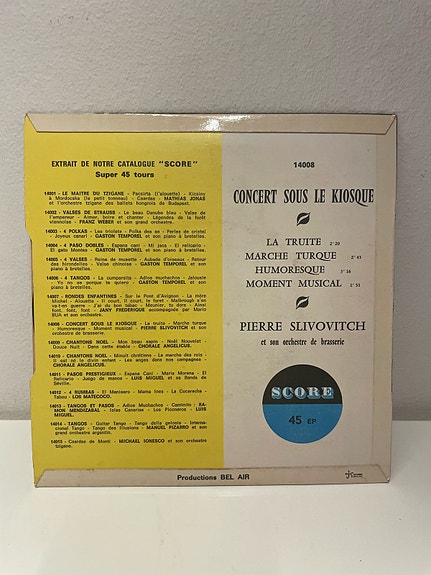 EXTRAIT DE NOTRE CATALOGUE "SCORE"
Super 45 tours
14001 - LE MAITRE DU TZIGANE - Pacsirta (l'alouette) - Kicsiny
à Mordocska (le petit tonneau) - Csardas - MATHIAS JONAS
et l'orchestre tzigane des ballets hongrois de Budapest.
14002 - VALSES DE STRAUSS - Le beau Danube bleu - Valse de
l'empereur - Aimer, boire et chanter - Légendes de la forêt
viennoise - FRANZ WEBER et son grand orchestre.
14003 - 4 POLKAS - Les triolets - Polka des as - Perles de cristal
- Joyeux canari - GASTON TEMPOREL et son piano à bretelles.
14004 - 4 PASO DOBLES - Espana cani - Mi jaca - El relicario -
El gato Montes - GASTON TEMPOREL et son piano à bretelles.
14005 - 4 VALSES - Reine de musette - Aubade d'oiseaux - Retour
des hirondelles - Valse chinoise - GASTON TEMPOREL et son
piano à bretelles.
14006 - 4 TANGOS - La cumparsita - Adios muchachos - Jalousie
- Yo no se porque te quiero - GASTON TEMPOREL et son
piano à bretelles.
14007 - RONDES ENFANTINES - Sur le Pont d'Avignon - La mère
Michel - Alouette - Il court, il court, le furet - Malbrough s'en
va-t-en guerre - J'ai du bon tabac - Meunier, tu dors - Ainsi
font, font, font - JANY FREDERIQUE accompagnée par Mario
BUA et son orchestre.
14008 - CONCERT SOUS LE KIOSQUE - La truite - Marche turque
- Humoresque - Moment musical - PIERRE SLIVOVITCH et son
orchestre de brasserie.
14009 - CHANTONS NOEL - Mon beau sapin - Noël Nouvelet -
Douce Nuit - Dans cette étable - CHORALE ANGELICUS.
14010 - CHANTONS NOEL - Minuit chrétiens - La marche des rois
- Il est né le divin enfant - Les anges dans nos campagnes -
CHORALE ANGELICUS.
14011 - PASOS PRESTIGIEUX - Espana Cani - Maria Morena - El
Relicario - Juego de manos - LUIS MIGUEL et sa Banda de
Séville.
14012 - 4 RUMBAS - El Manisero - Mama Ines - La Cucaracha -
Tabou - LOS MATECOCO.
14013 - TANGOS ET PASOS - Adios Muchachos - Caminito : RA-
MON MENDIZABAL - Islas Canarias - Los Piconeros : LUIS
MIGUEL.
14014 - TANGOS - Guitar Tango - Tango della gelosia - Interna-
tional Tango - Tango des illusions - MANUEL PIZARRO et son
grand orchestre argentin.
14015 - Csardas de Monti - MICHAEL IONESCO et son orchestre
tzigane.
14008
CONCERT SOUS LE KIOSQUE
LA TRUITE 2'20
MARCHE TURQUE 2'45
HUMORESQUE 3'16
MOMENT MUSICAL 2'55
PIERRE SLIVOVITCH
et son orchestre de brasserie
SCORE
45 EP
Productions BEL AIR